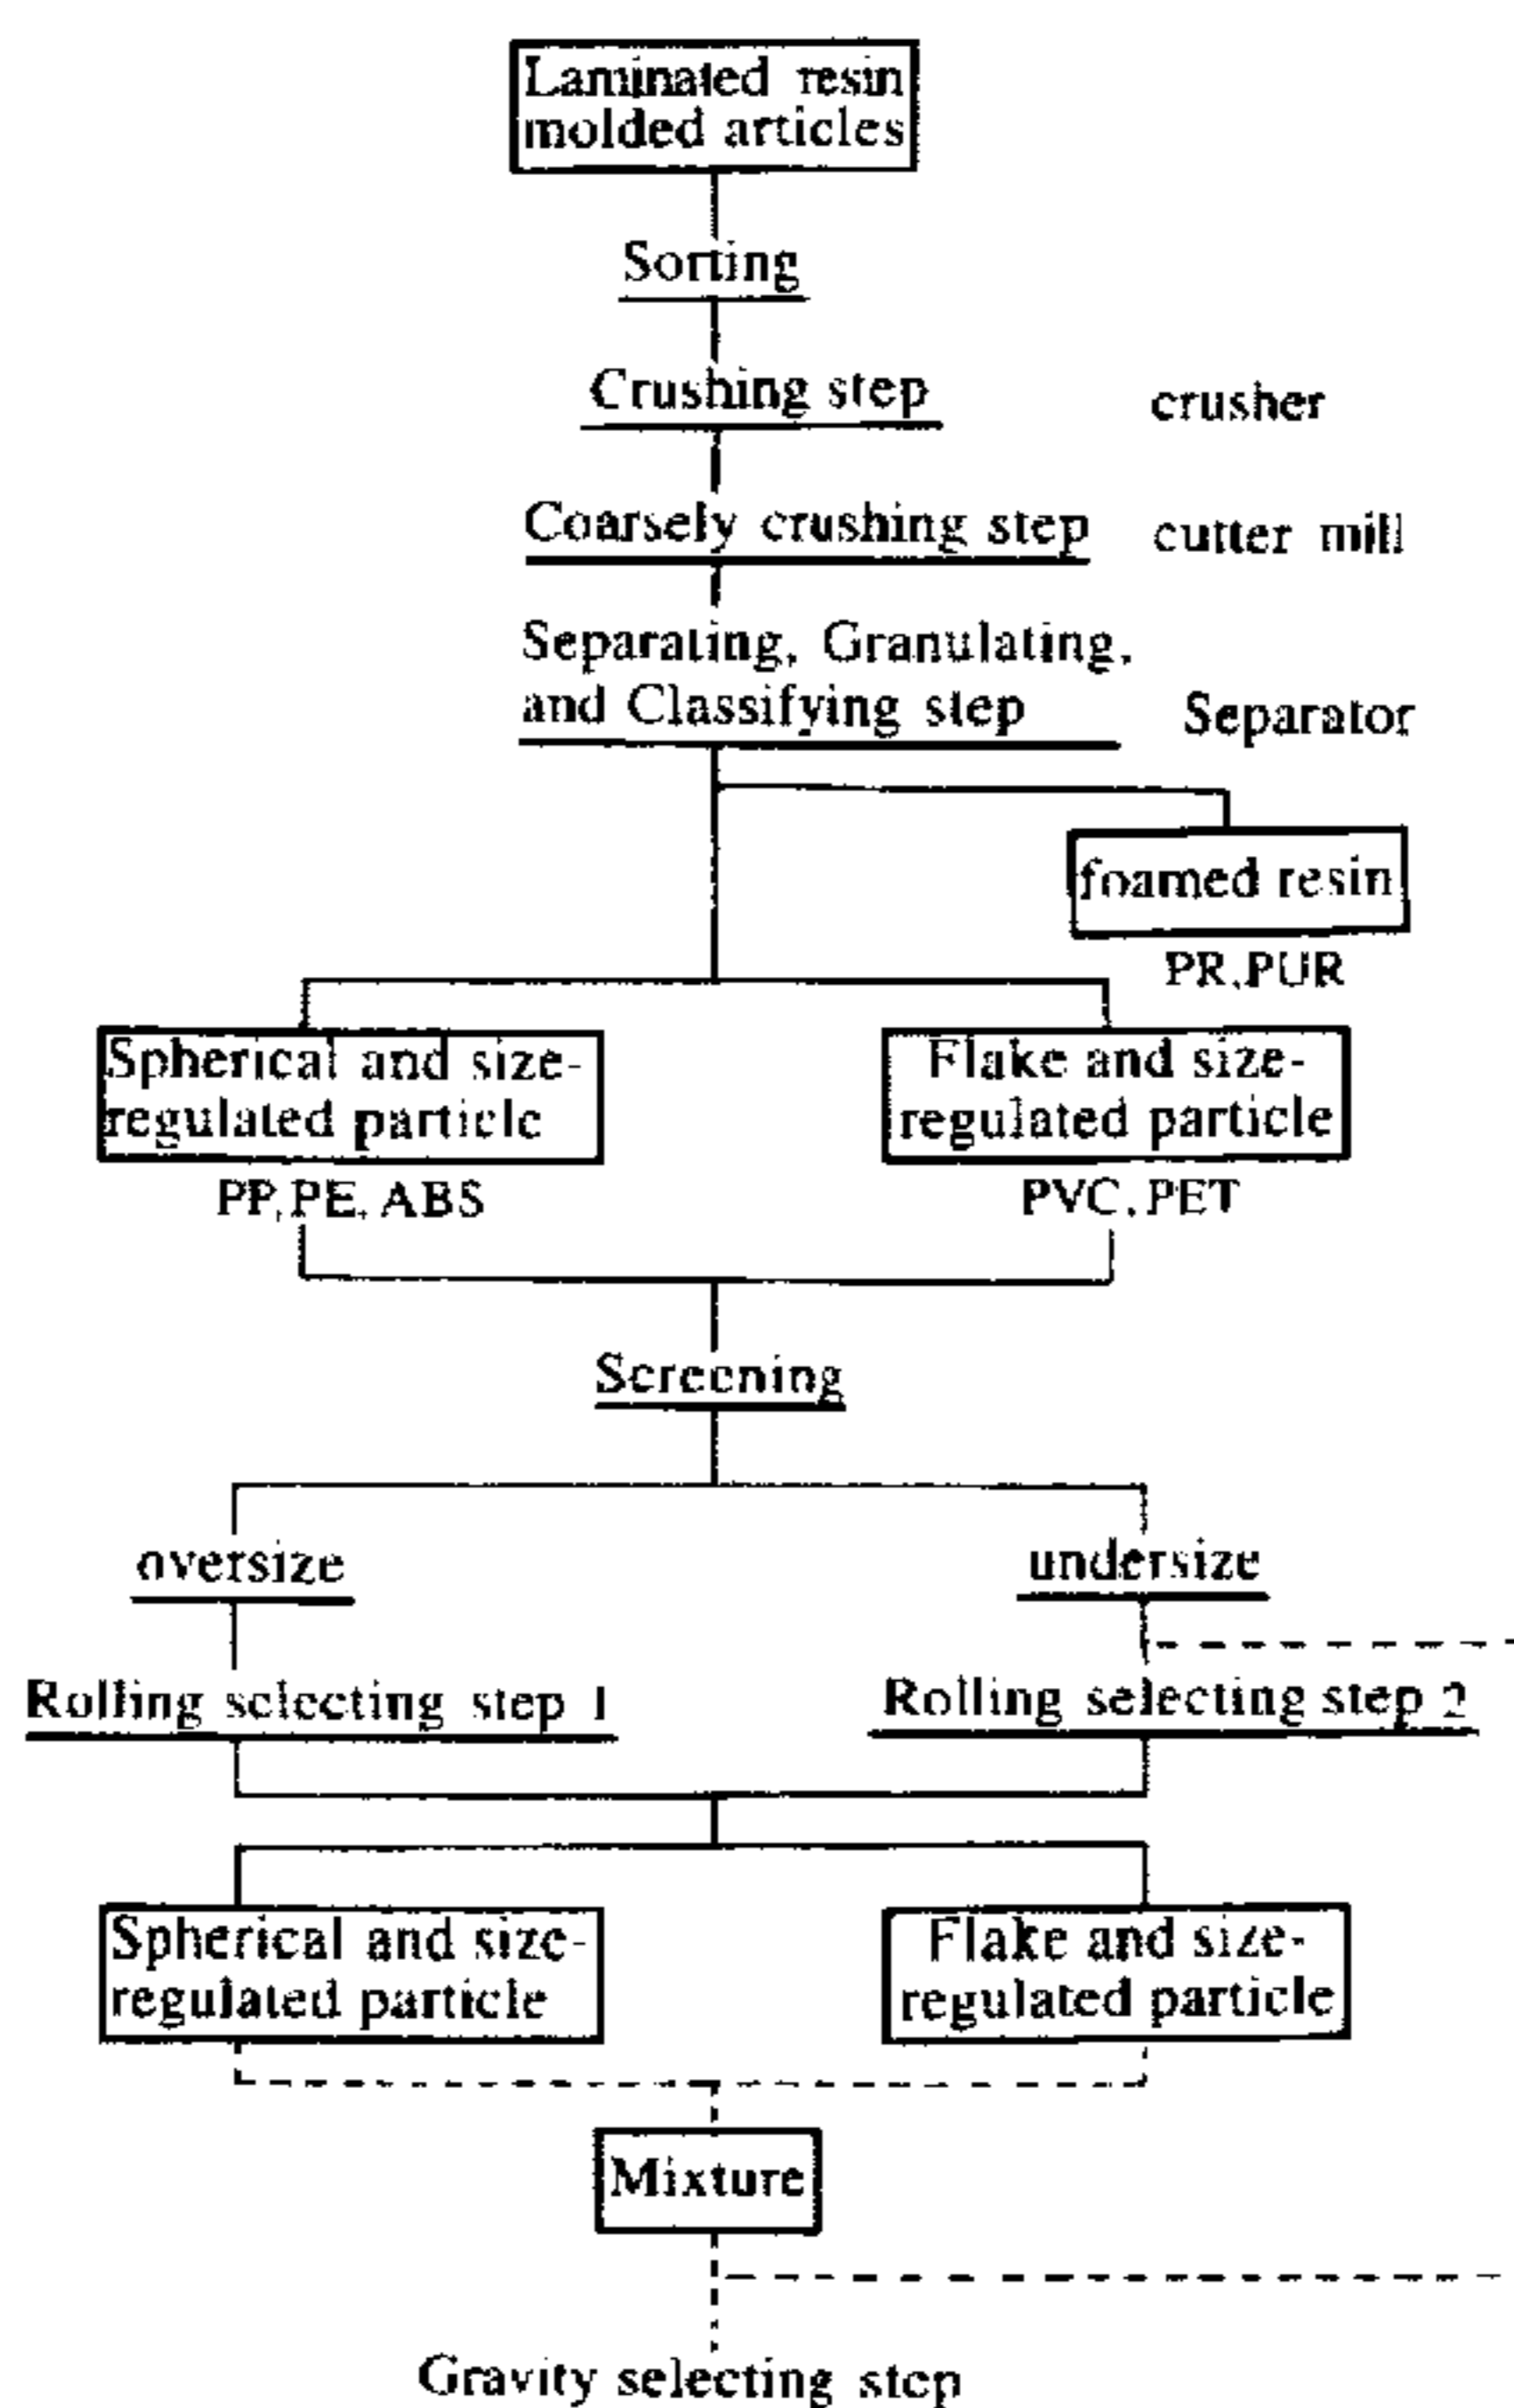 Laminated resin
molded articles
Sorting
Crushing step
crusher
Coarsely crushing step
cutter mill
Separating, Granulating,
and Classifying step
Separator
foamed resin
PR,PUR
Spherical and size-
regulated particle
PP,PE, ABS
Flake and size-
regulated particle
PVC,PET
Screening
oversize
undersize
Rolling selecting step 1
Rolling selecting step 2
Spherical and size-
regulated particle
Flake and size-
regulated particle
Mixture
Gravity selecting step